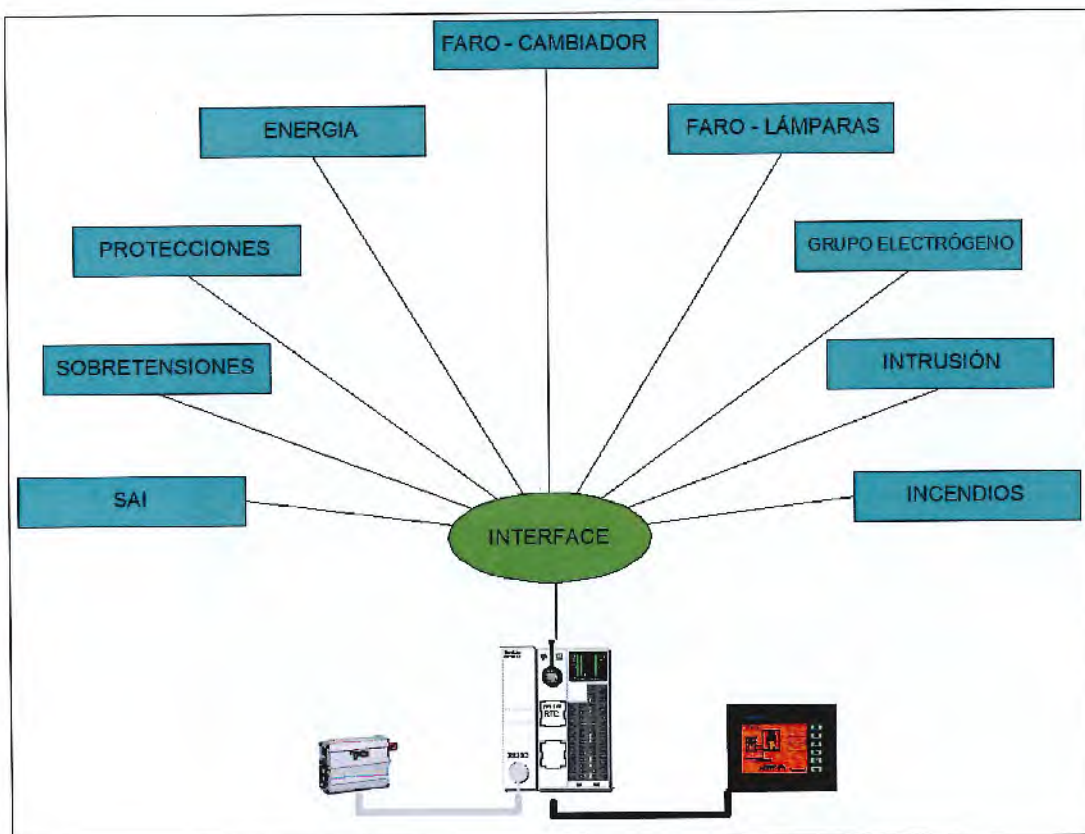 FARO - CAMBIADOR
ENERGIA
FARO - LÁMPARAS
PROTECCIONES
GRUPO ELECTRÓGENO
SOBRETENSIONES
INTRUSIÓN
SAI
INCENDIOS
INTERFACE
RTC